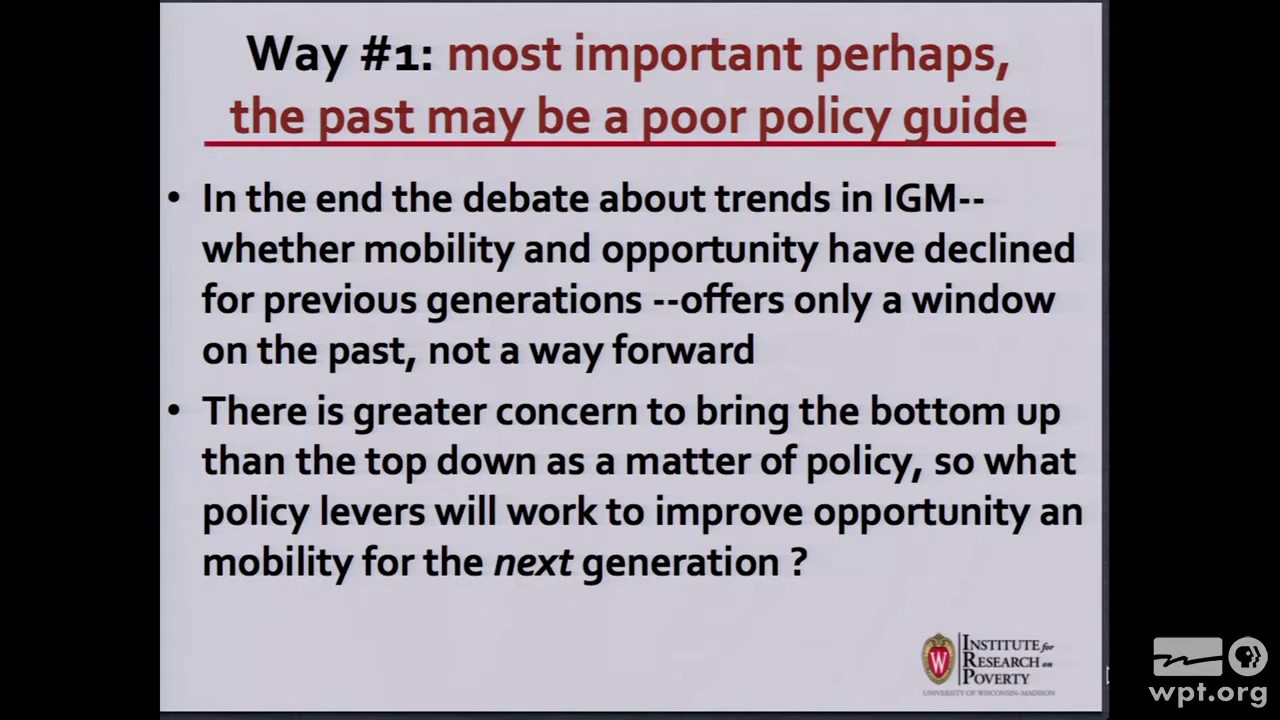 Way #1: most important perhaps,
the past may be a poor policy guide
• In the end the debate about trends in IGM--
whether mobility and opportunity have declined
for previous generations --offers only a window
on the past, not a way forward
• There is greater concern to bring the bottom up
than the top down as a matter of policy, so what
policy levers will work to improve opportunity an
mobility for the next generation ?
W
INSTITUTE for
RESEARCH on
POVERTY
UNIVERSITY OF WISCONSIN–MADISON
wpt.org